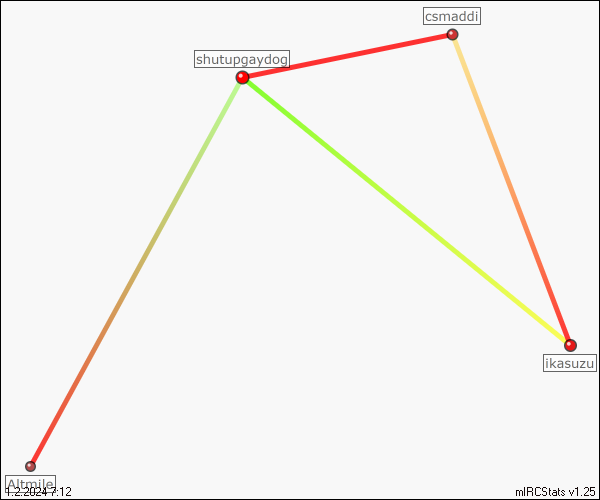 csmaddi
shutupgaydog
ikasuzu
Altmile
1.2.2024 7:12
mIRCStats v1.25